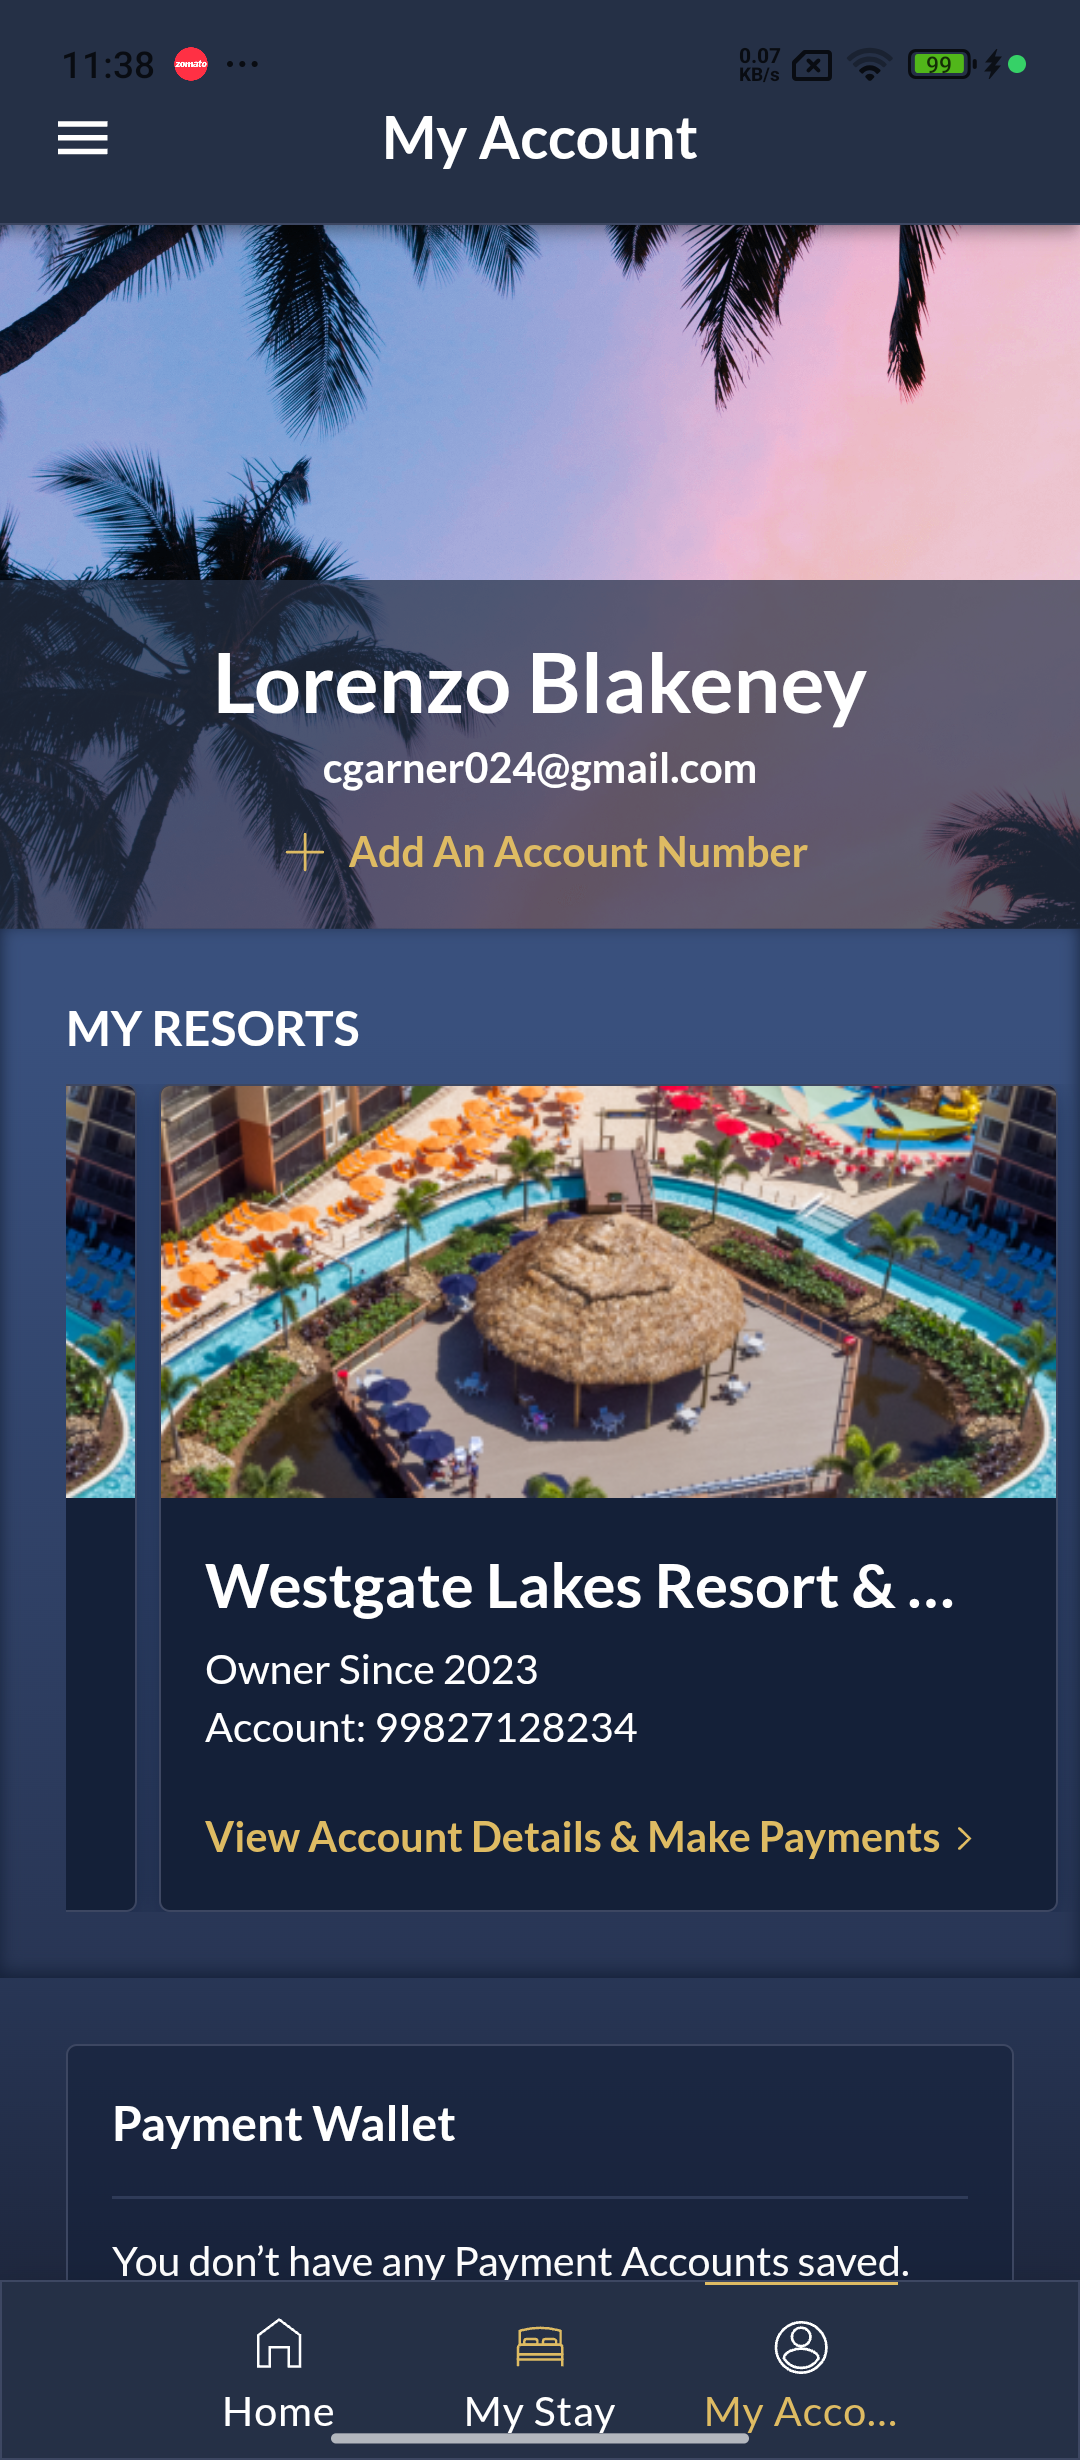 11:38 zomato ... 0.07 KB/s 99
My Account
Lorenzo Blakeney
cgarner024@gmail.com
Add An Account Number
MY RESORTS
Westgate Lakes Resort & ...
Owner Since 2023
Account: 99827128234
View Account Details & Make Payments
Payment Wallet
You don’t have any Payment Accounts saved.
Home My Stay My Acco...